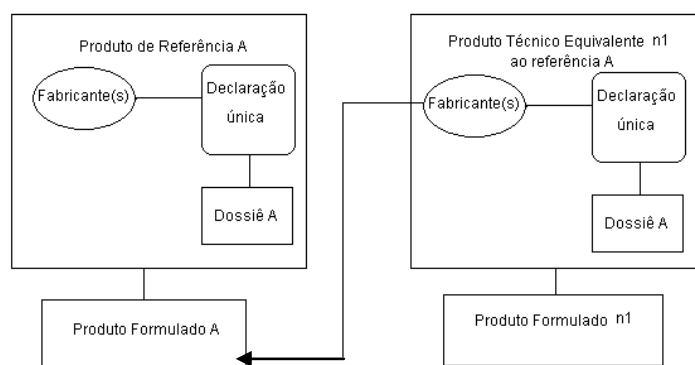 Produto de Referência A
Fabricante(s)
Declaração
única
Dossiê A
Produto Formulado A
Produto Técnico Equivalente n1
ao referência A
Fabricante(s)
Declaração
única
Dossiê A
Produto Formulado n1